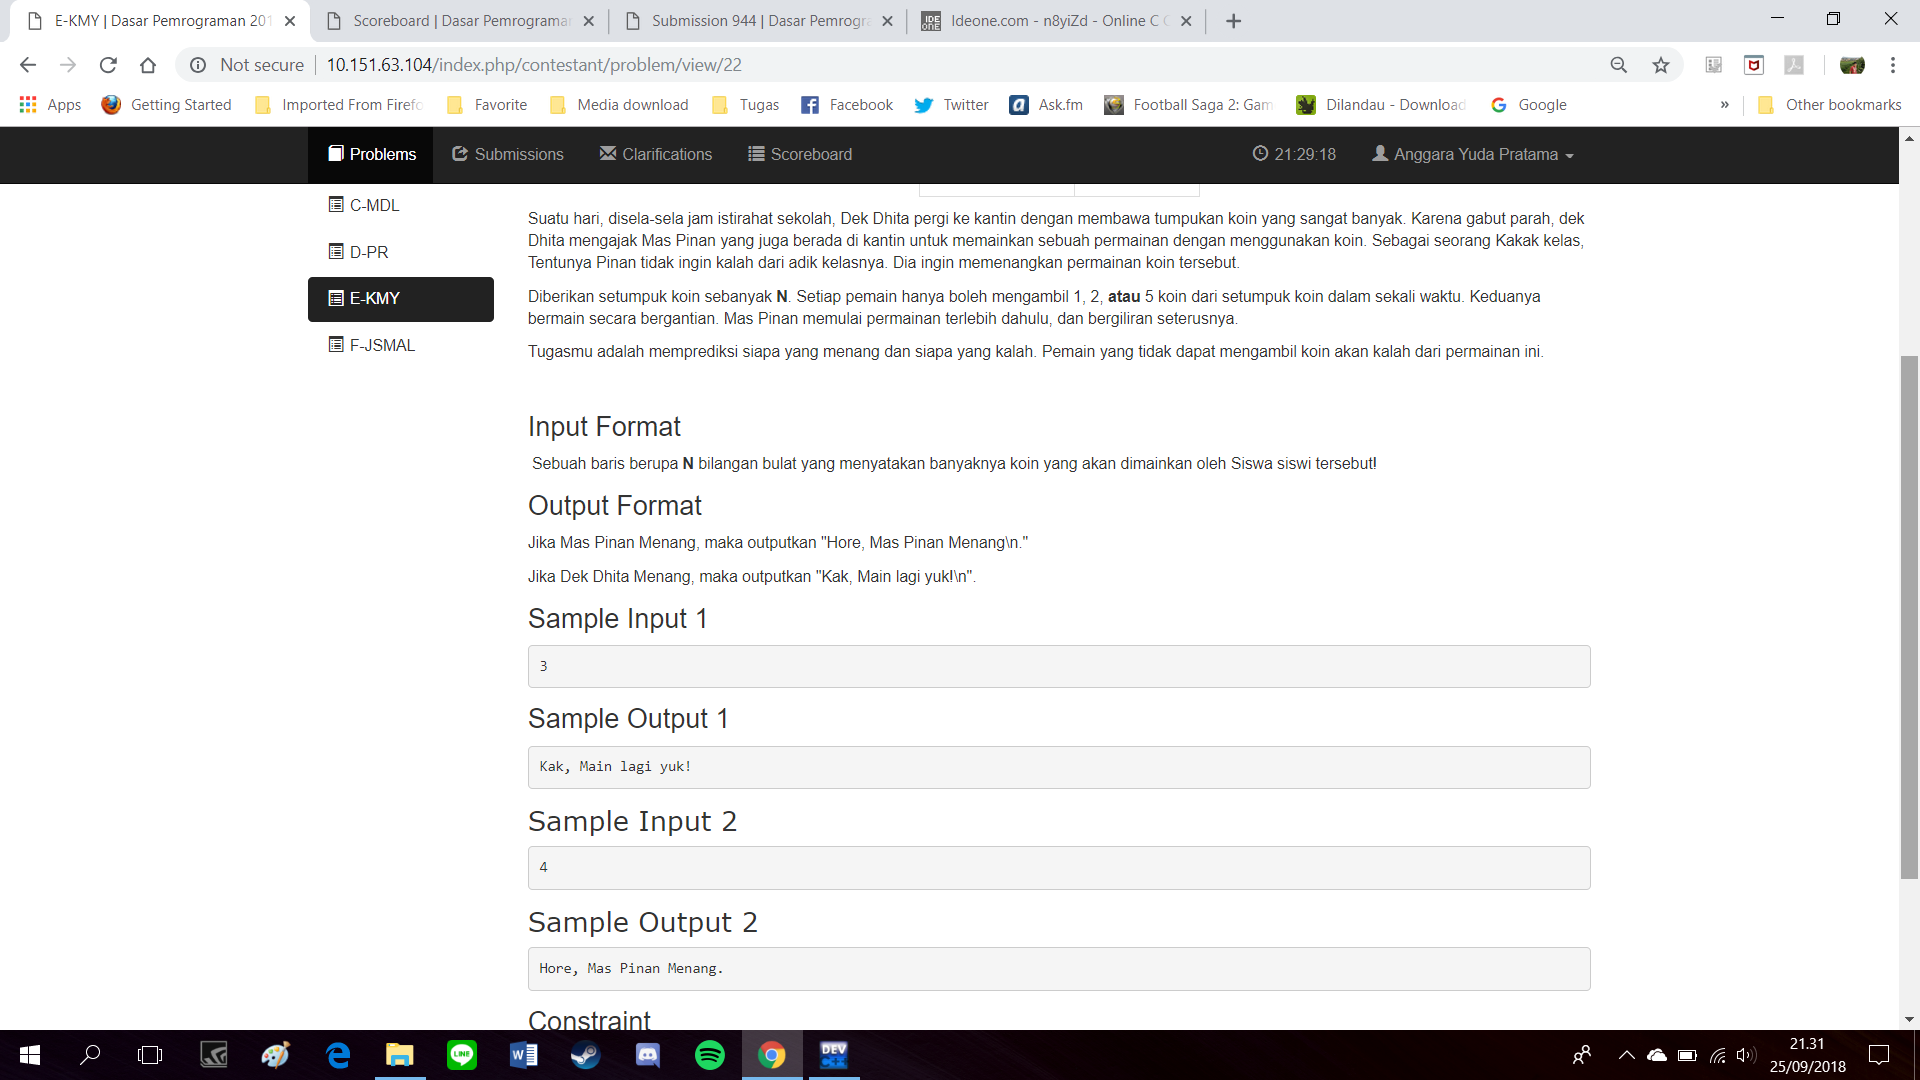 E-KMY | Dasar Pemrograman 201
Scoreboard | Dasar Pemrograman
Submission 944 | Dasar Pemrogra
Ideone.com - n8yiZd - Online C C
Not secure
10.151.63.104/index.php/contestant/problem/view/22
Apps
Getting Started
Imported From Firefo
Favorite
Media download
Tugas
Facebook
Twitter
Ask.fm
Football Saga 2: Gam
Dilandau - Download
Google
»
Other bookmarks
Problems
Submissions
Clarifications
Scoreboard
21:29:18
Anggara Yuda Pratama
C-MDL
D-PR
E-KMY
F-JSMAL
Suatu hari, disela-sela jam istirahat sekolah, Dek Dhita pergi ke kantin dengan membawa tumpukan koin yang sangat banyak. Karena gabut parah, dek
Dhita mengajak Mas Pinan yang juga berada di kantin untuk memainkan sebuah permainan dengan menggunakan koin. Sebagai seorang Kakak kelas,
Tentunya Pinan tidak ingin kalah dari adik kelasnya. Dia ingin memenangkan permainan koin tersebut.
Diberikan setumpuk koin sebanyak N. Setiap pemain hanya boleh mengambil 1, 2, atau 5 koin dari setumpuk koin dalam sekali waktu. Keduanya
bermain secara bergantian. Mas Pinan memulai permainan terlebih dahulu, dan bergiliran seterusnya.
Tugasmu adalah memprediksi siapa yang menang dan siapa yang kalah. Pemain yang tidak dapat mengambil koin akan kalah dari permainan ini.
Input Format
Sebuah baris berupa N bilangan bulat yang menyatakan banyaknya koin yang akan dimainkan oleh Siswa siswi tersebut!
Output Format
Jika Mas Pinan Menang, maka outputkan "Hore, Mas Pinan Menang\n."
Jika Dek Dhita Menang, maka outputkan "Kak, Main lagi yuk!\n".
Sample Input 1
3
Sample Output 1
Kak, Main lagi yuk!
Sample Input 2
4
Sample Output 2
Hore, Mas Pinan Menang.
Constraint
LINE
DEV
C++
21.31
25/09/2018